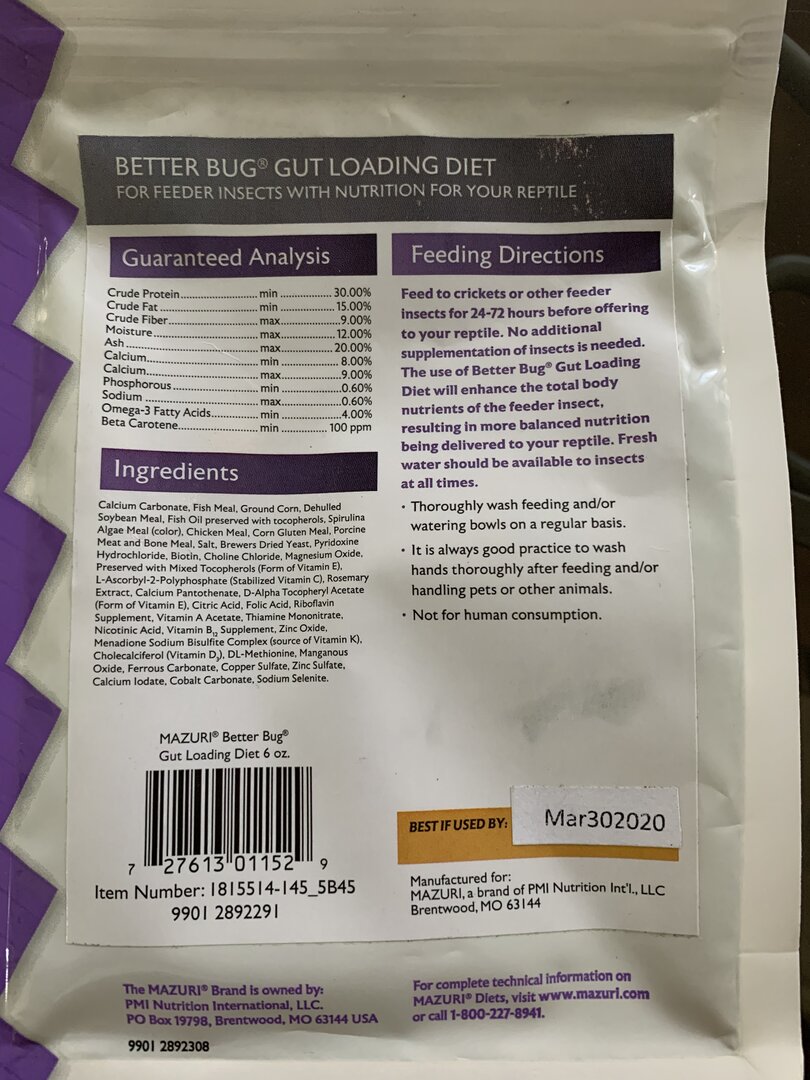 BETTER BUG® GUT LOADING DIET
FOR FEEDER INSECTS WITH NUTRITION FOR YOUR REPTILE
Guaranteed Analysis
Crude Protein.......................... min ................. 30.00%
Crude Fat................................ min ................. 15.00%
Crude Fiber............................. max................... 9.00%
Moisture.................................. max................. 12.00%
Ash........................................... max................. 20.00%
Calcium................................... min ................... 8.00%
Calcium................................... max................... 9.00%
Phosphorous........................... min ................... 0.60%
Sodium .................................... max................... 0.60%
Omega-3 Fatty Acids.............. min ................... 4.00%
Beta Carotene......................... min ............... 100 ppm
Ingredients
Calcium Carbonate, Fish Meal, Ground Corn, Dehulled
Soybean Meal, Fish Oil preserved with tocopherols, Spirulina
Algae Meal (color), Chicken Meal, Corn Gluten Meal, Porcine
Meat and Bone Meal, Salt, Brewers Dried Yeast, Pyridoxine
Hydrochloride, Biotin, Choline Chloride, Magnesium Oxide,
Preserved with Mixed Tocopherols (Form of Vitamin E),
L-Ascorbyl-2-Polyphosphate (Stabilized Vitamin C), Rosemary
Extract, Calcium Pantothenate, D-Alpha Tocopheryl Acetate
(Form of Vitamin E), Citric Acid, Folic Acid, Riboflavin
Supplement, Vitamin A Acetate, Thiamine Mononitrate,
Nicotinic Acid, Vitamin B₁₂ Supplement, Zinc Oxide,
Menadione Sodium Bisulfite Complex (source of Vitamin K),
Cholecalciferol (Vitamin D₃), DL-Methionine, Manganous
Oxide, Ferrous Carbonate, Copper Sulfate, Zinc Sulfate,
Calcium Iodate, Cobalt Carbonate, Sodium Selenite.
Feeding Directions
Feed to crickets or other feeder
insects for 24-72 hours before offering
to your reptile. No additional
supplementation of insects is needed.
The use of Better Bug® Gut Loading
Diet will enhance the total body
nutrients of the feeder insect,
resulting in more balanced nutrition
being delivered to your reptile. Fresh
water should be available to insects
at all times.
• Thoroughly wash feeding and/or
watering bowls on a regular basis.
• It is always good practice to wash
hands thoroughly after feeding and/or
handling pets or other animals.
• Not for human consumption.
MAZURI® Better Bug®
Gut Loading Diet 6 oz.
7 27613 01152 9
Item Number: 1815514-145_5B45
9901 2892291
BEST IF USED BY: Mar302020
Manufactured for:
MAZURI, a brand of PMI Nutrition Int'l., LLC
Brentwood, MO 63144
The MAZURI® Brand is owned by:
PMI Nutrition International, LLC.
PO Box 19798, Brentwood, MO 63144 USA
9901 2892308
For complete technical information on
MAZURI® Diets, visit www.mazuri.com
or call 1-800-227-8941.